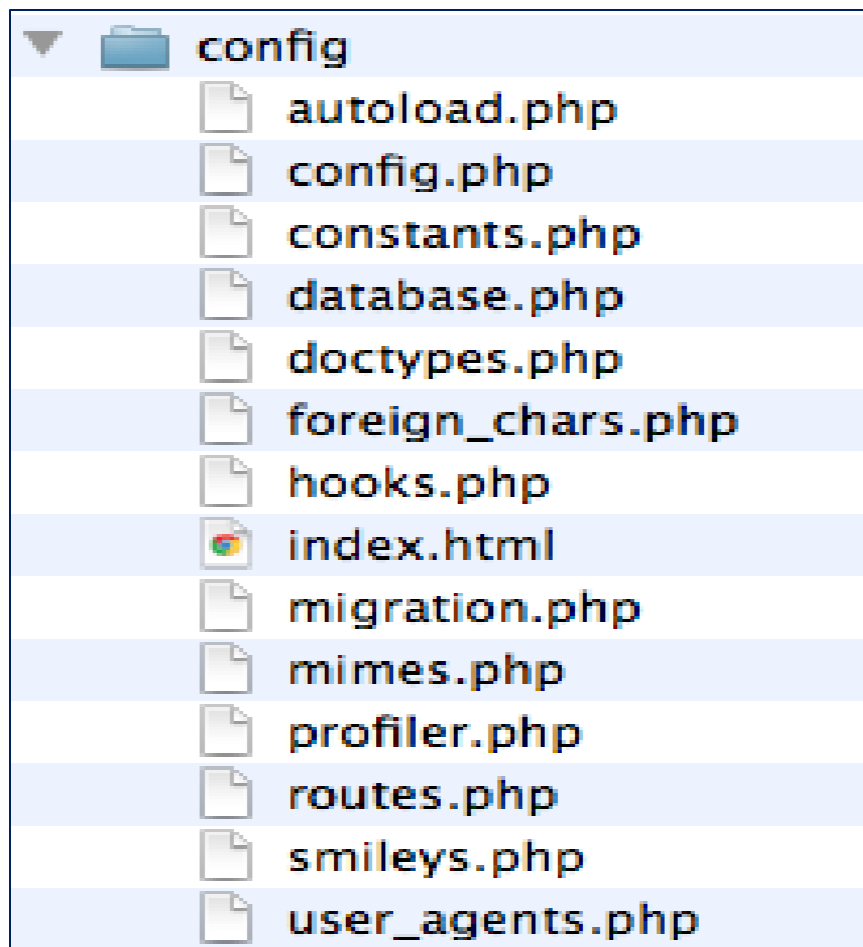 config
autoload.php
config.php
constants.php
database.php
doctypes.php
foreign_chars.php
hooks.php
index.html
migration.php
mimes.php
profiler.php
routes.php
smileys.php
user_agents.php